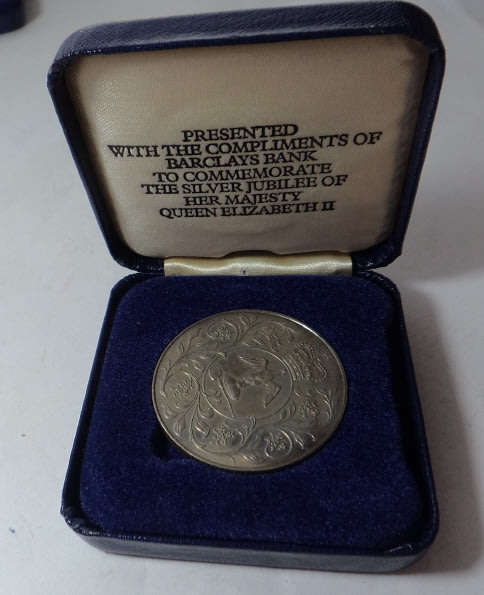 PRESENTED
WITH THE COMPLIMENTS OF
BARCLAYS BANK
TO COMMEMORATE
THE SILVER JUBILEE OF
HER MAJESTY
QUEEN ELIZABETH II